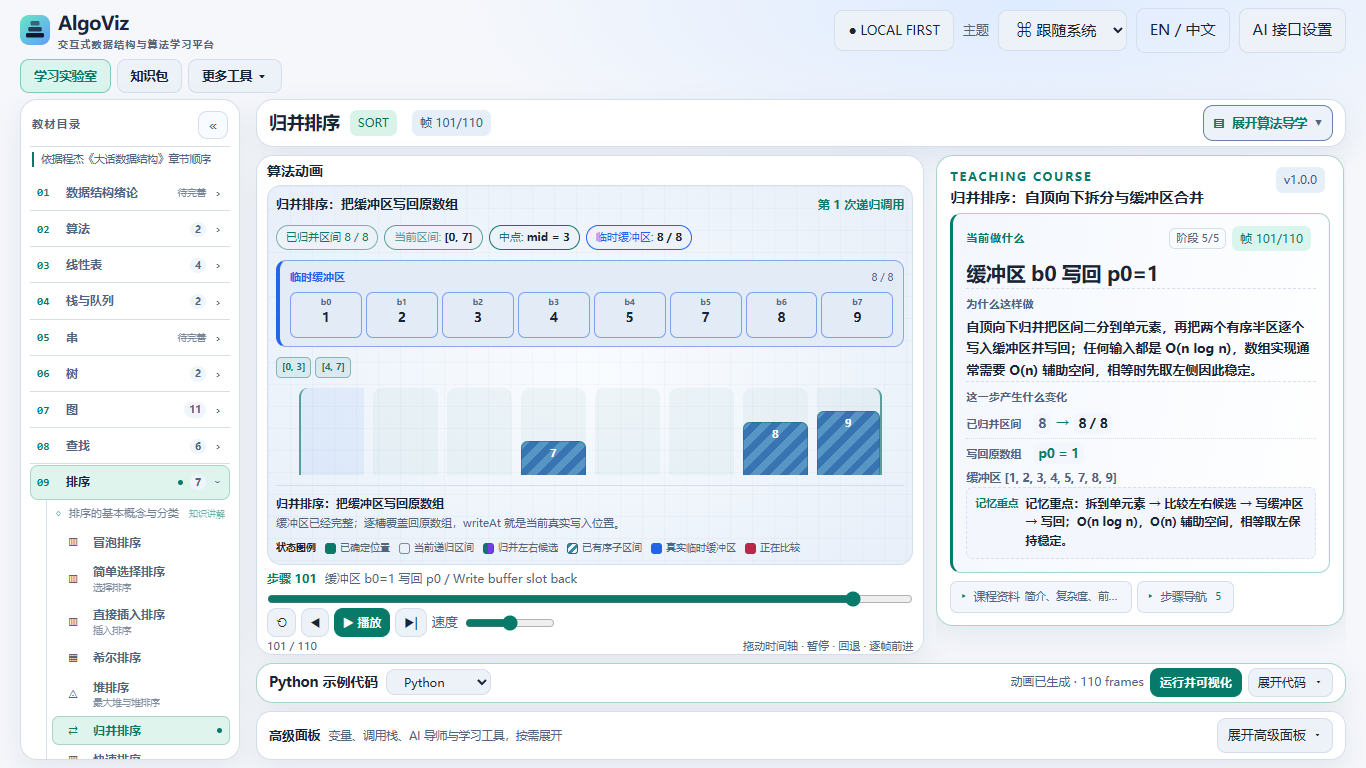 AlgoViz
交互式数据结构与算法学习平台
● LOCAL FIRST
主题
⌘ 跟随系统
EN / 中文
AI 接口设置
学习实验室
知识包
更多工具
教材目录
«
依据程杰《大话数据结构》章节顺序
01 数据结构绪论 待完善 ›
02 算法 2 ›
03 线性表 4 ›
04 栈与队列 2 ›
05 串 待完善 ›
06 树 2 ›
07 图 11 ›
08 查找 6 ›
09 排序 7
排序的基本概念与分类 知识讲解
冒泡排序
简单选择排序
选择排序
直接插入排序
插入排序
希尔排序
堆排序
最大堆与堆排序
归并排序
快速排序
归并排序 SORT 帧 101/110
展开算法导学 ▼
算法动画
归并排序：把缓冲区写回原数组
第 1 次递归调用
已归并区间 8 / 8
当前区间: [0, 7]
中点: mid = 3
临时缓冲区: 8 / 8
临时缓冲区 8 / 8
b0 b1 b2 b3 b4 b5 b6 b7
1 2 3 4 5 7 8 9
[0, 3] [4, 7]
7 8 9
归并排序：把缓冲区写回原数组
缓冲区已经完整；逐槽覆盖回原数组，writeAt 就是当前真实写入位置。
状态图例 已确定位置 当前递归区间 归并左右候选 已有序子区间 真实临时缓冲区 正在比较
步骤 101 缓冲区 b0=1 写回 p0 / Write buffer slot back
▶ 播放
速度
101 / 110
拖动时间轴 · 暂停 · 回退 · 逐帧前进
TEACHING COURSE
v1.0.0
归并排序：自顶向下拆分与缓冲区合并
当前做什么
阶段 5/5
帧 101/110
缓冲区 b0 写回 p0=1
为什么这样做
自顶向下归并把区间二分到单元素，再把两个有序半区逐个
写入缓冲区并写回；任何输入都是 O(n log n)，数组实现通
常需要 O(n) 辅助空间，相等时先取左侧因此稳定。
这一步产生什么变化
已归并区间 8 → 8 / 8
写回原数组 p0 = 1
缓冲区 [1, 2, 3, 4, 5, 7, 8, 9]
记忆重点 记忆重点：拆到单元素 → 比较左右候选 → 写缓冲区
→ 写回；O(n log n)，O(n) 辅助空间，相等取左保
持稳定。
课程资料 简介、复杂度、前...
步骤导航 5
Python 示例代码
Python
动画已生成 · 110 frames
运行并可视化
展开代码
高级面板 变量、调用栈、AI 导师与学习工具，按需展开
展开高级面板